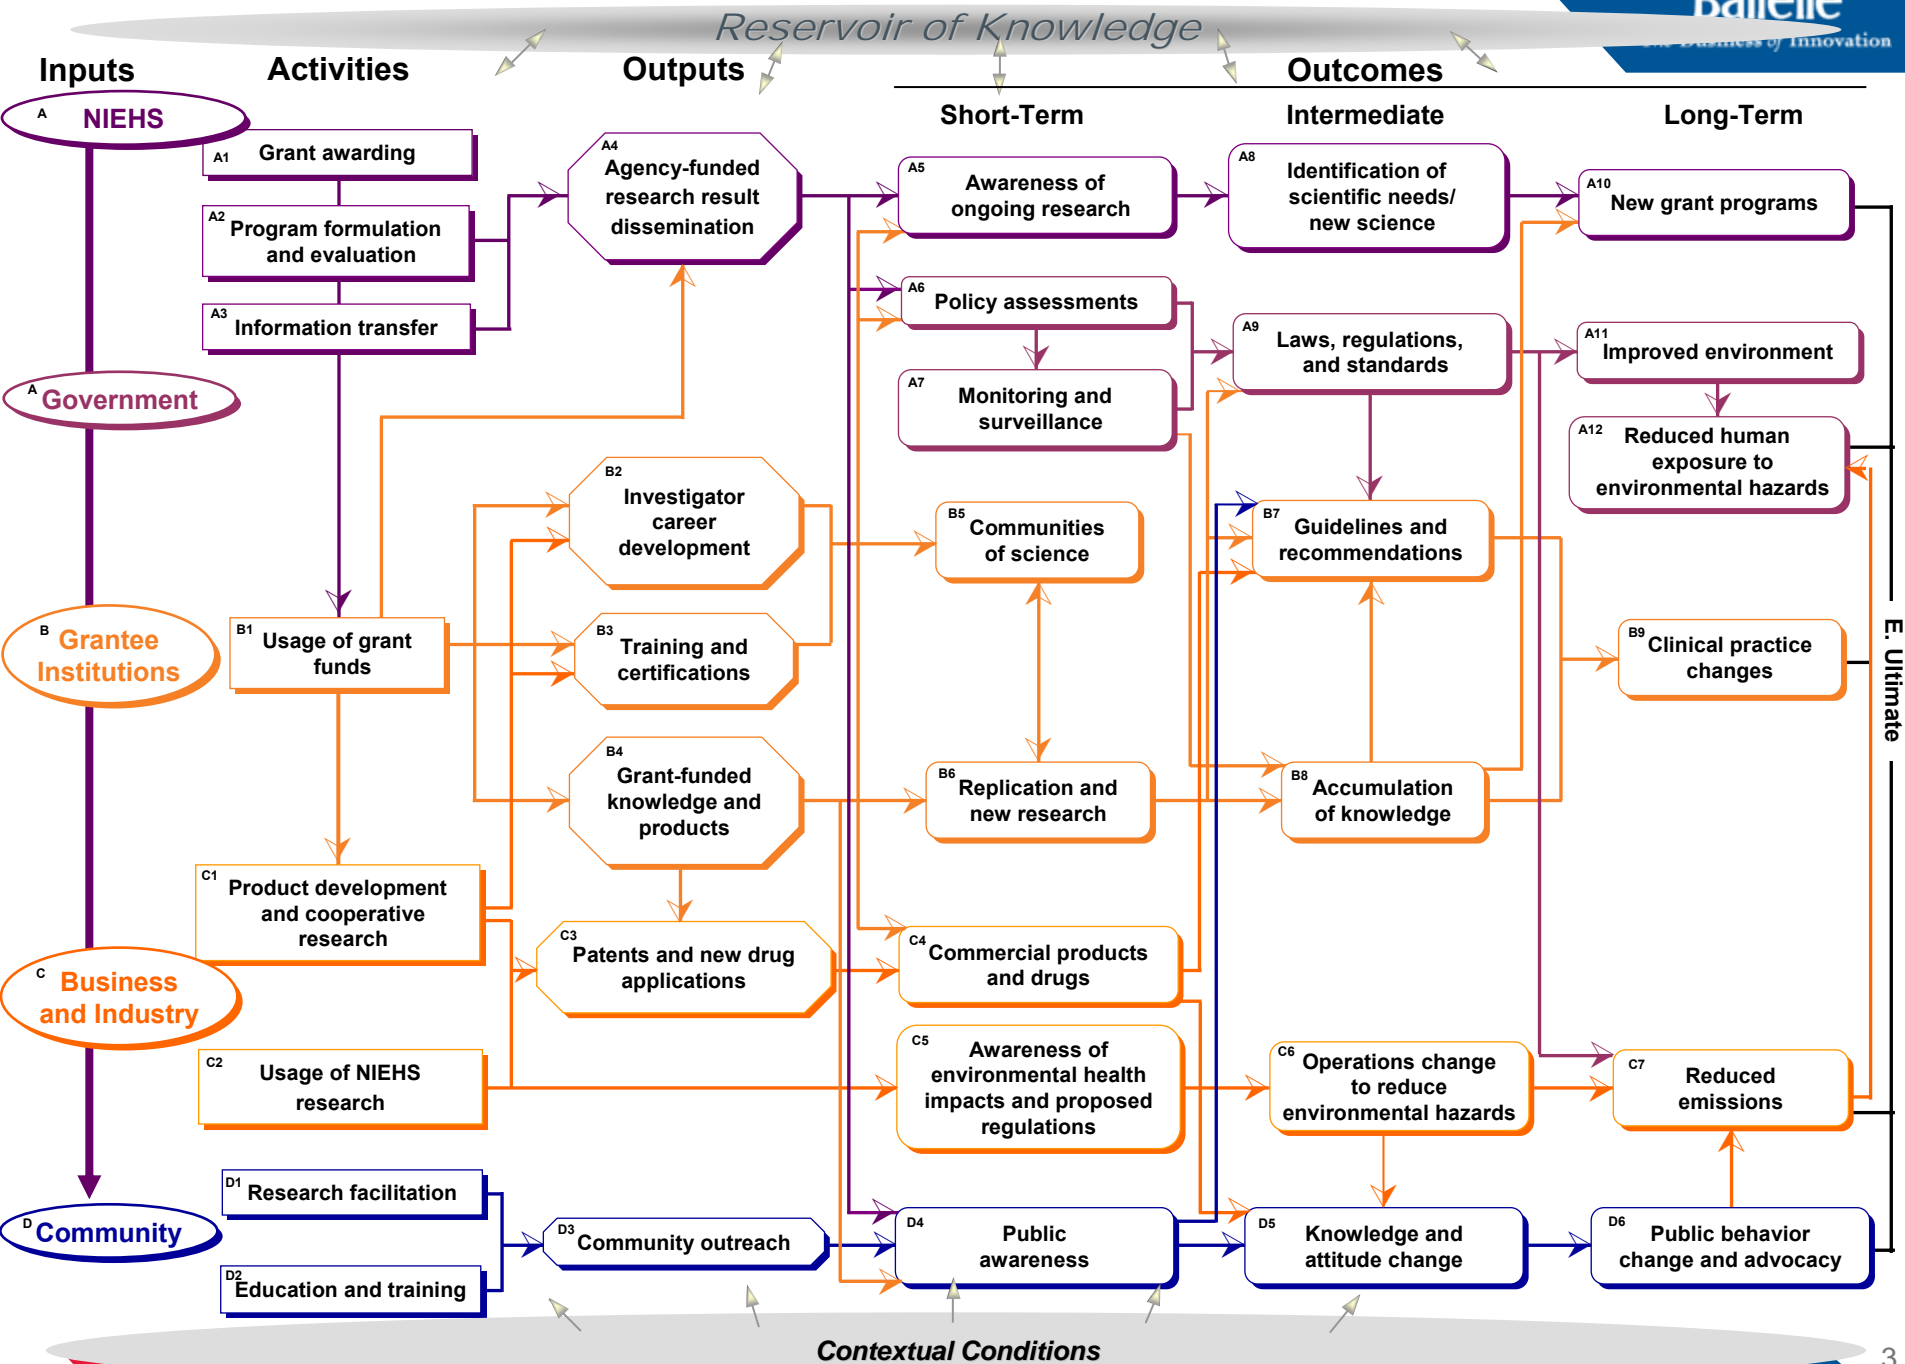 Reservoir of Knowledge
Battelle
The Business of Innovation
Inputs
Activities
Outputs
Outcomes
Short-Term
Intermediate
Long-Term
A NIEHS
A1 Grant awarding
A2 Program formulation
and evaluation
A3 Information transfer
A4
Agency-funded
research result
dissemination
A5
Awareness of
ongoing research
A8
Identification of
scientific needs/
new science
A10
New grant programs
A6
Policy assessments
A7
Monitoring and
surveillance
A9
Laws, regulations,
and standards
A11
Improved environment
A12
Reduced human
exposure to
environmental hazards
A Government
B2
Investigator
career
development
B5
Communities
of science
B7
Guidelines and
recommendations
B Grantee
Institutions
B1
Usage of grant
funds
B3
Training and
certifications
B9
Clinical practice
changes
E. Ultimate
B4
Grant-funded
knowledge and
products
B6
Replication and
new research
B8
Accumulation
of knowledge
C1
Product development
and cooperative
research
C Business
and Industry
C3
Patents and new drug
applications
C4
Commercial products
and drugs
C2
Usage of NIEHS
research
C5
Awareness of
environmental health
impacts and proposed
regulations
C6
Operations change
to reduce
environmental hazards
C7
Reduced
emissions
D Community
D1 Research facilitation
D2
Education and training
D3 Community outreach
D4
Public
awareness
D5
Knowledge and
attitude change
D6
Public behavior
change and advocacy
Contextual Conditions
3